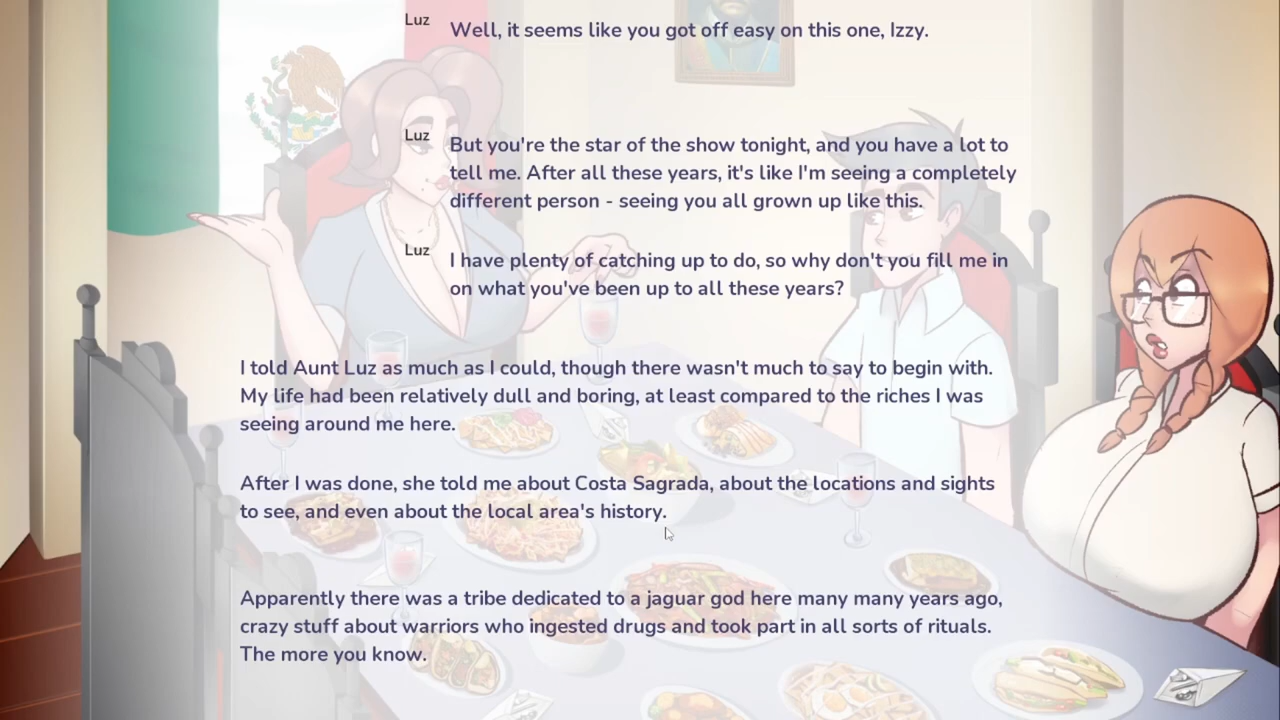 Luz
Well, it seems like you got off easy on this one, Izzy.
Luz
But you're the star of the show tonight, and you have a lot to
tell me. After all these years, it's like I'm seeing a completely
different person - seeing you all grown up like this.
Luz
I have plenty of catching up to do, so why don't you fill me in
on what you've been up to all these years?
I told Aunt Luz as much as I could, though there wasn't much to say to begin with.
My life had been relatively dull and boring, at least compared to the riches I was
seeing around me here.
After I was done, she told me about Costa Sagrada, about the locations and sights
to see, and even about the local area's history.
Apparently there was a tribe dedicated to a jaguar god here many many years ago,
crazy stuff about warriors who ingested drugs and took part in all sorts of rituals.
The more you know.